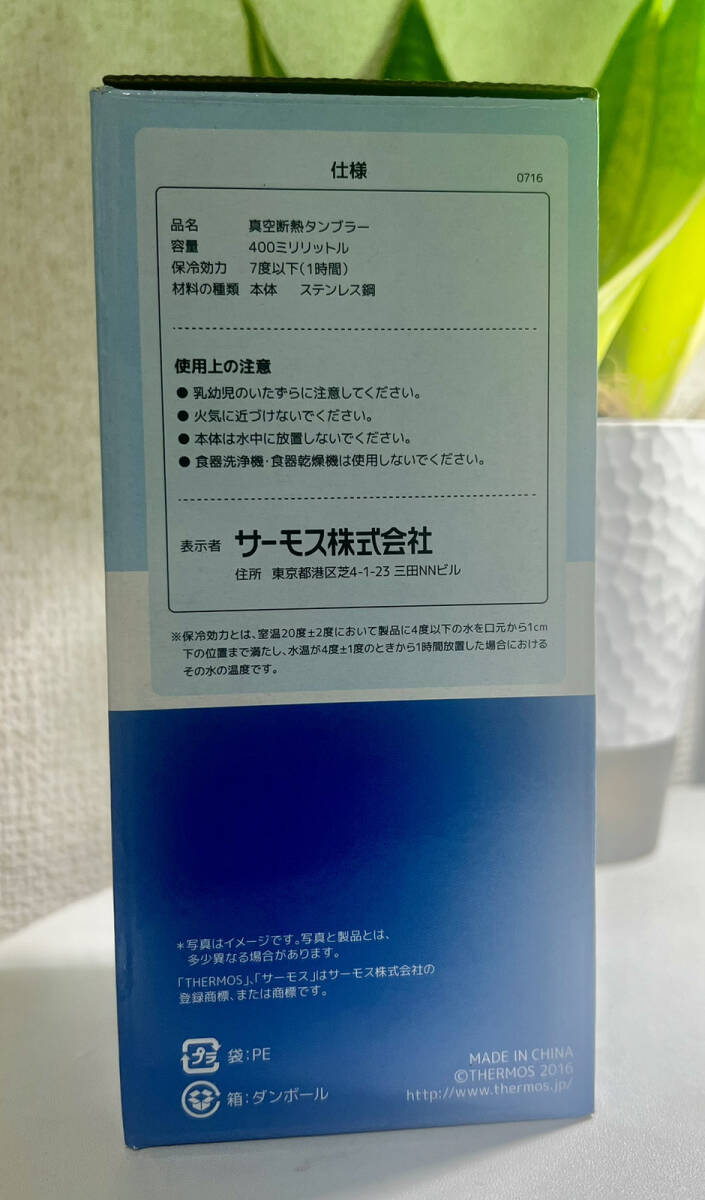 仕様
0716
品名 真空断熱タンブラー
容量 400ミリリットル
保冷効力 7度以下(1時間)
材料の種類 本体 ステンレス鋼
使用上の注意
● 乳幼児のいたずらに注意してください。
● 火気に近づけないでください。
● 本体は水中に放置しないでください。
● 食器洗浄機・食器乾燥機は使用しないでください。
表示者 サーモス株式会社
住所 東京都港区芝4-1-23 三田NNビル
※保冷効力とは、室温20度±2度において製品に4度以下の水を口元から1cm
下の位置まで満たし、水温が4度±1度のときから1時間放置した場合における
その水の温度です。
*写真はイメージです。写真と製品とは、
多少異なる場合があります。
「THERMOS」、「サーモス」はサーモス株式会社の
登録商標、または商標です。
プラ 袋:PE
箱:ダンボール
MADE IN CHINA
©THERMOS 2016
http://www.thermos.jp/